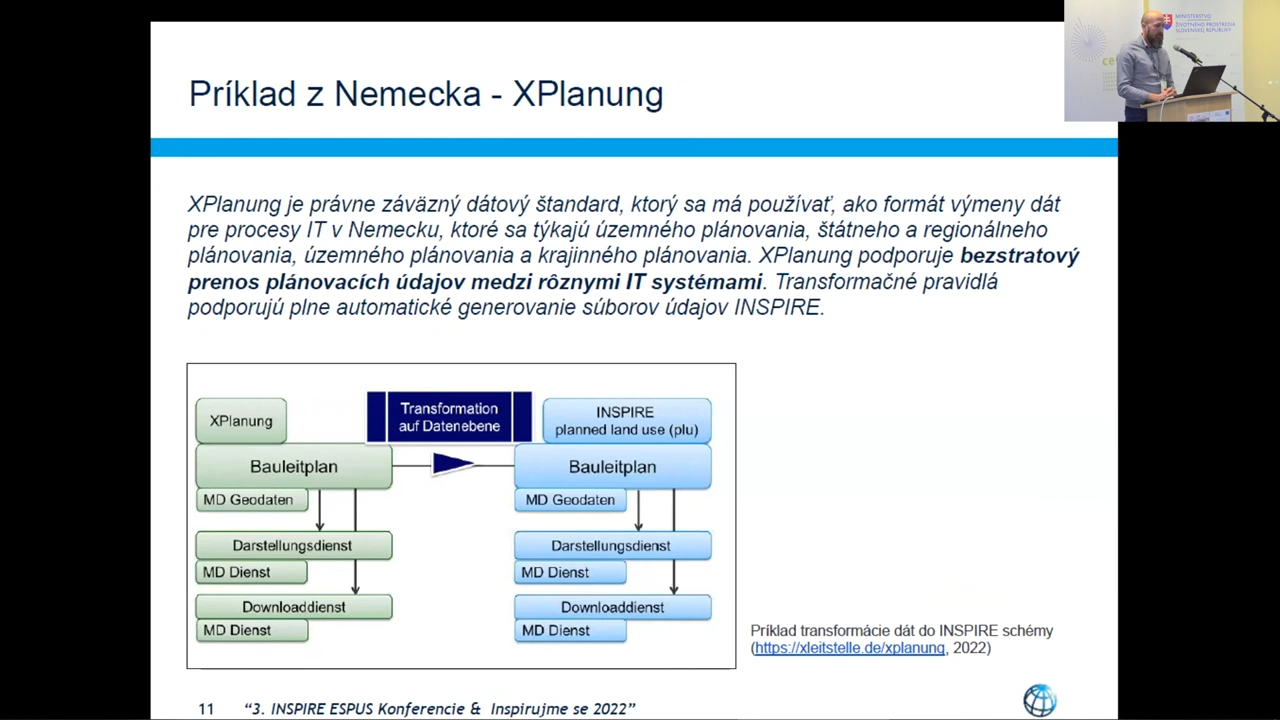 Príklad z Nemecka - XPlanung
XPlanung je právne záväzný dátový štandard, ktorý sa má používať, ako formát výmeny dát
pre procesy IT v Nemecku, ktoré sa týkajú územného plánovania, štátneho a regionálneho
plánovania, územného plánovania a krajinného plánovania. XPlanung podporuje bezstratový
prenos plánovacích údajov medzi rôznymi IT systémami. Transformačné pravidlá
podporujú plne automatické generovanie súborov údajov INSPIRE.
XPlanung
Transformation
auf Datenebene
INSPIRE
planned land use (plu)
Bauleitplan
Bauleitplan
MD Geodaten
MD Geodaten
Darstellungsdienst
Darstellungsdienst
MD Dienst
MD Dienst
Downloaddienst
Downloaddienst
MD Dienst
MD Dienst
Príklad transformácie dát do INSPIRE schémy
(https://xleitstelle.de/xplanung, 2022)
11 “3. INSPIRE ESPUS Konferencie & Inspirujme se 2022”
MINISTERSTVO
ŽIVOTNÉHO PROSTREDIA
SLOVENSKEJ REPUBLIKY